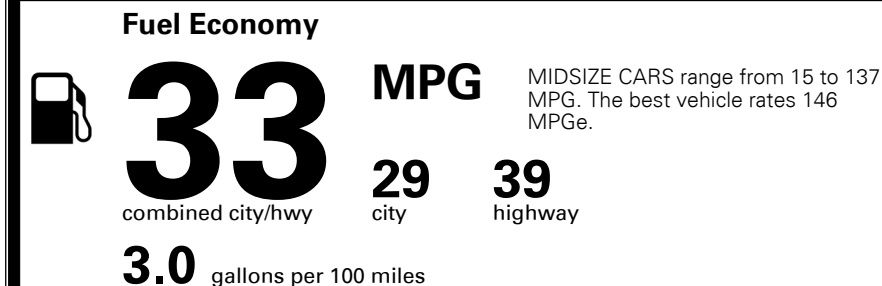 Fuel Economy
33
MPG
MIDSIZE CARS range from 15 to 137
MPG. The best vehicle rates 146
MPGe.
combined city/hwy
29
city
39
highway
3.0 gallons per 100 miles